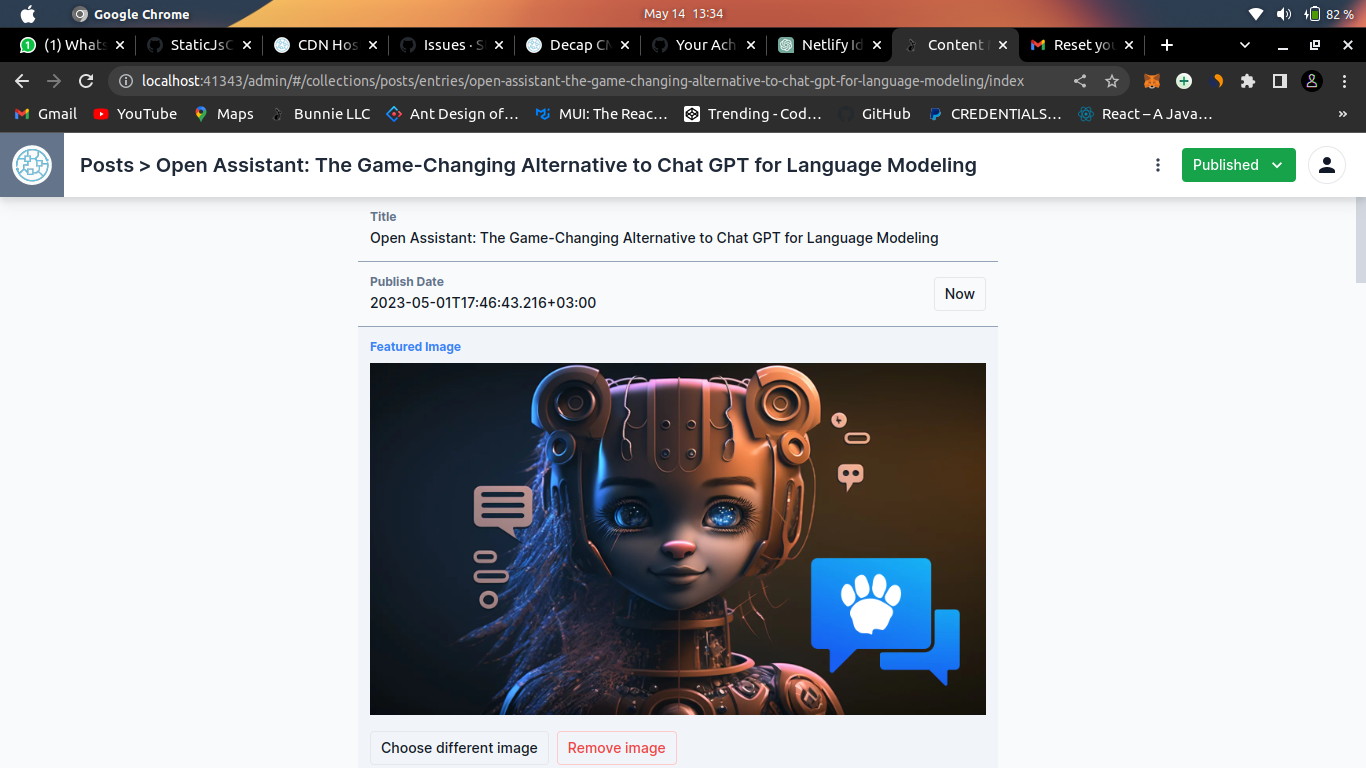 Google Chrome
May 14 13:34
82 %
(1) Whats
StaticJsC
CDN Hos
Issues · S
Decap CM
Your Ach
Netlify Id
Content
Reset you
localhost:41343/admin/#/collections/posts/entries/open-assistant-the-game-changing-alternative-to-chat-gpt-for-language-modeling/index
Gmail
YouTube
Maps
Bunnie LLC
Ant Design of…
MUI: The Reac…
Trending - Cod…
GitHub
CREDENTIALS…
React – A Java…
»
Posts > Open Assistant: The Game-Changing Alternative to Chat GPT for Language Modeling
Published
Title
Open Assistant: The Game-Changing Alternative to Chat GPT for Language Modeling
Publish Date
2023-05-01T17:46:43.216+03:00
Now
Featured Image
Choose different image
Remove image